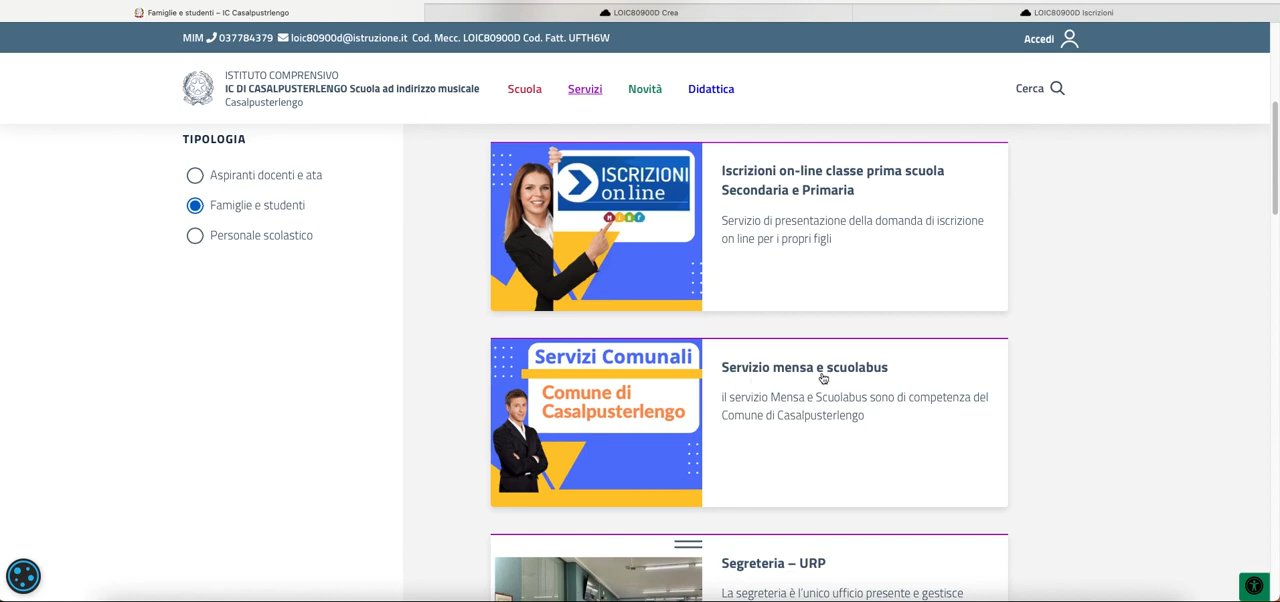 Famiglie e studenti – IC Casalpustrlengo
LOIC80900D Crea
LOIC80900D Iscrizioni
MIM 037784379 loic80900d@istruzione.it Cod. Mecc. LOIC80900D Cod. Fatt. UFTH6W
Accedi
ISTITUTO COMPRENSIVO
IC DI CASALPUSTERLENGO Scuola ad indirizzo musicale
Casalpusterlengo
Scuola
Servizi
Novità
Didattica
Cerca
TIPOLOGIA
Aspiranti docenti e ata
Famiglie e studenti
Personale scolastico
ISCRIZIONI
on line
Iscrizioni on-line classe prima scuola
Secondaria e Primaria
Servizio di presentazione della domanda di iscrizione
on line per i propri figli
Servizi Comunali
Comune di
Casalpusterlengo
Servizio mensa e scuolabus
il servizio Mensa e Scuolabus sono di competenza del
Comune di Casalpusterlengo
Segreteria – URP
La segreteria è l'unico ufficio presente e gestisce